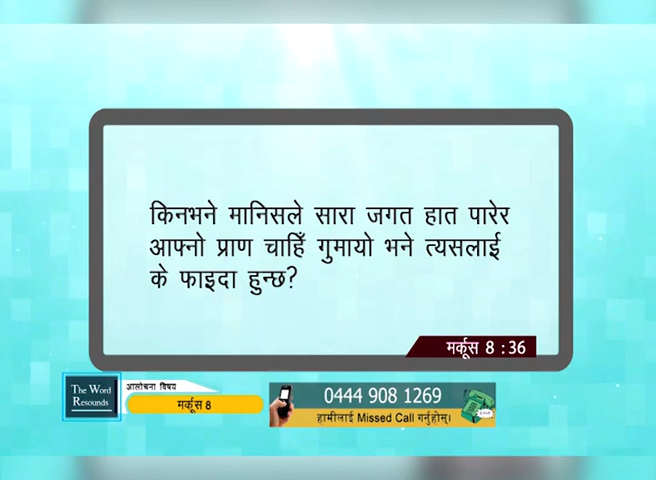 किनभने मानिसले सारा जगत हात पारेर
आफ्नो प्राण चाहिँ गुमायो भने त्यसलाई
के फाइदा हुन्छ?
मर्कूस 8 : 36
The Word
Resounds
आलोचना विषय
मर्कूस 8
0444 908 1269
हामीलाई Missed Call गर्नुहोस्।